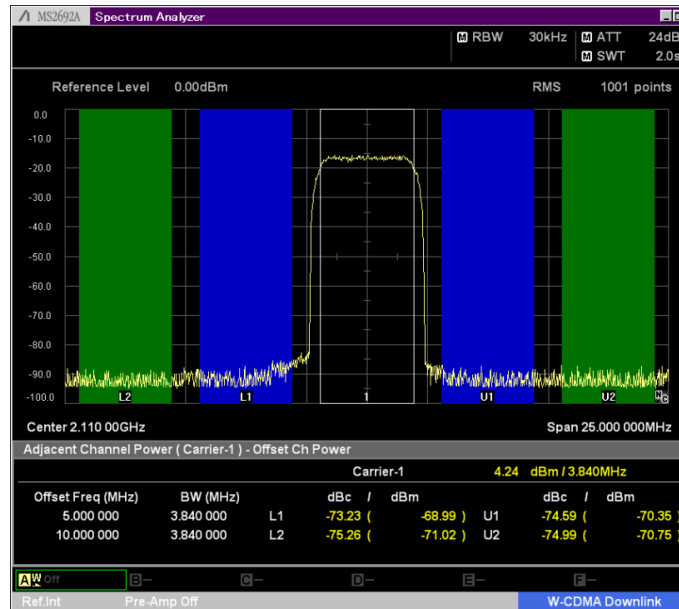 MS2692A Spectrum Analyzer
M RBW 30kHz M ATT 24dB
M SWT 2.0s
Reference Level 0.00dBm RMS 1001 points
0.0
-10.0
-20.0
-30.0
-40.0
-50.0
-60.0
-70.0
-80.0
-90.0
-100.0
L2 L1 1 U1 U2
Center 2.110 00GHz Span 25.000 000MHz
Adjacent Channel Power ( Carrier-1 ) - Offset Ch Power
Carrier-1 4.24 dBm / 3.840MHz
Offset Freq (MHz) BW (MHz) dBc / dBm dBc / dBm
5.000 000 3.840 000 L1 -73.23 ( -68.99 ) U1 -74.59 ( -70.35 )
10.000 000 3.840 000 L2 -75.26 ( -71.02 ) U2 -74.99 ( -70.75 )
A W Off B - C - D - E - F -
Ref.Int Pre-Amp Off W-CDMA Downlink